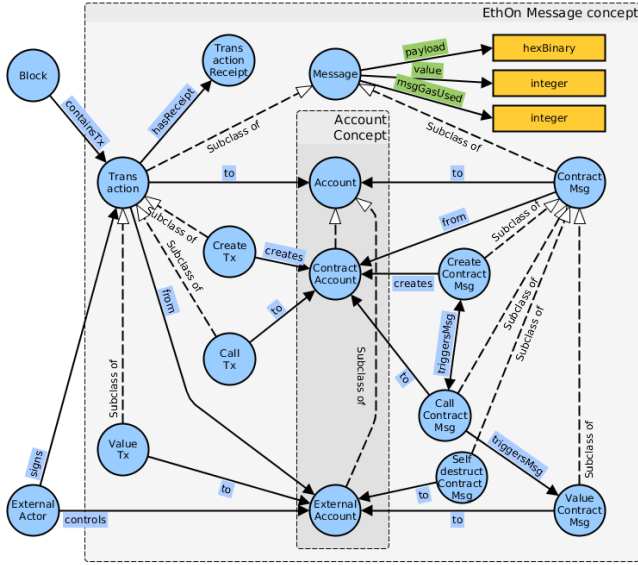 EthOn Message concept
Trans
action
Receipt
payload
hexBinary
Block
Message
value
integer
msgGasUsed
integer
containsTx
hasReceipt
Subclass of
Account
Concept
Subclass of
Trans
action
to
Account
to
Contract
Msg
Subclass of
from
Subclass of
Create
Tx
creates
Contract
Account
creates
Create
Contract
Msg
Subclass of
from
to
triggersMsg
Subclass of
Subclass of
Call
Tx
Subclass of
Subclass of
to
Call
Contract
Msg
Value
Tx
signs
triggersMsg
Subclass of
Self
destruct
Contract
Msg
to
to
External
Actor
controls
External
Account
to
Value
Contract
Msg